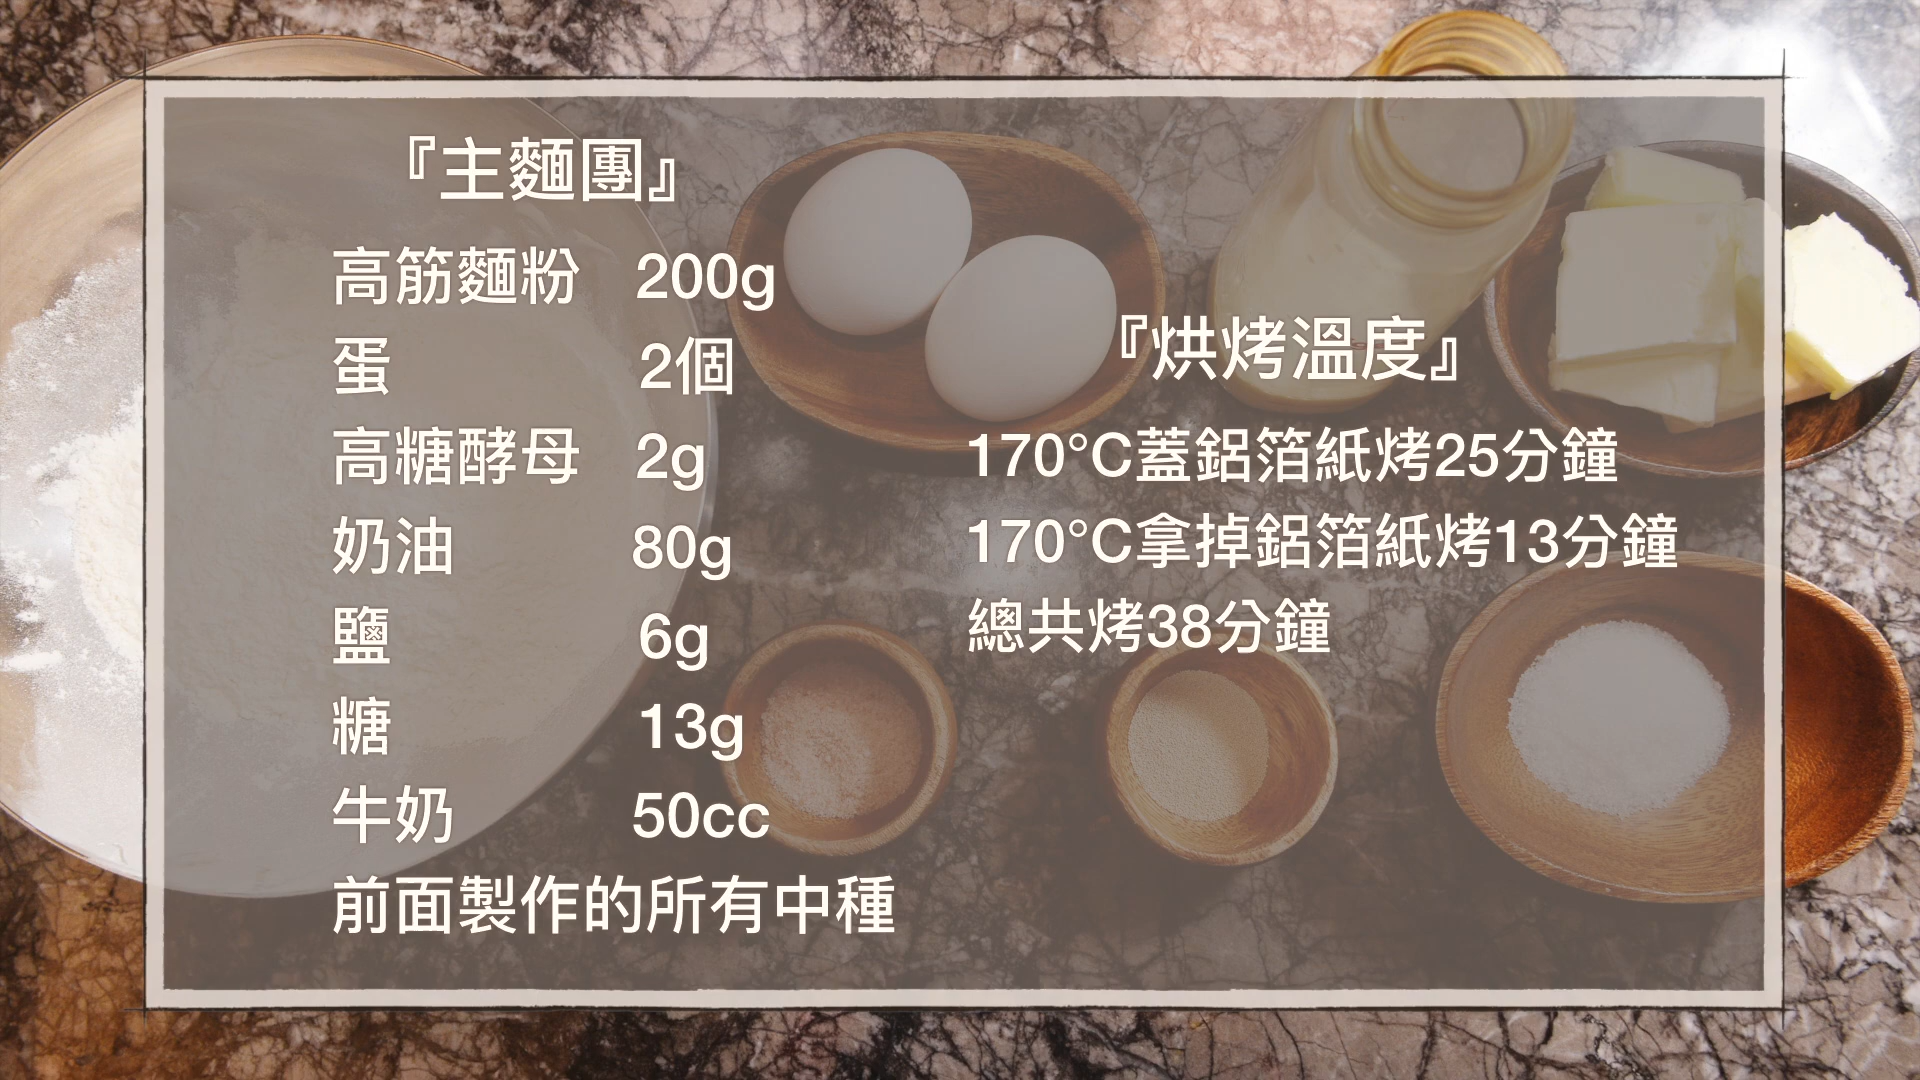 『主麵團』
高筋麵粉 200g
蛋 2個
高糖酵母 2g
奶油 80g
鹽 6g
糖 13g
牛奶 50cc
前面製作的所有中種
『烘烤溫度』
170°C蓋鋁箔紙烤25分鐘
170°C拿掉鋁箔紙烤13分鐘
總共烤38分鐘